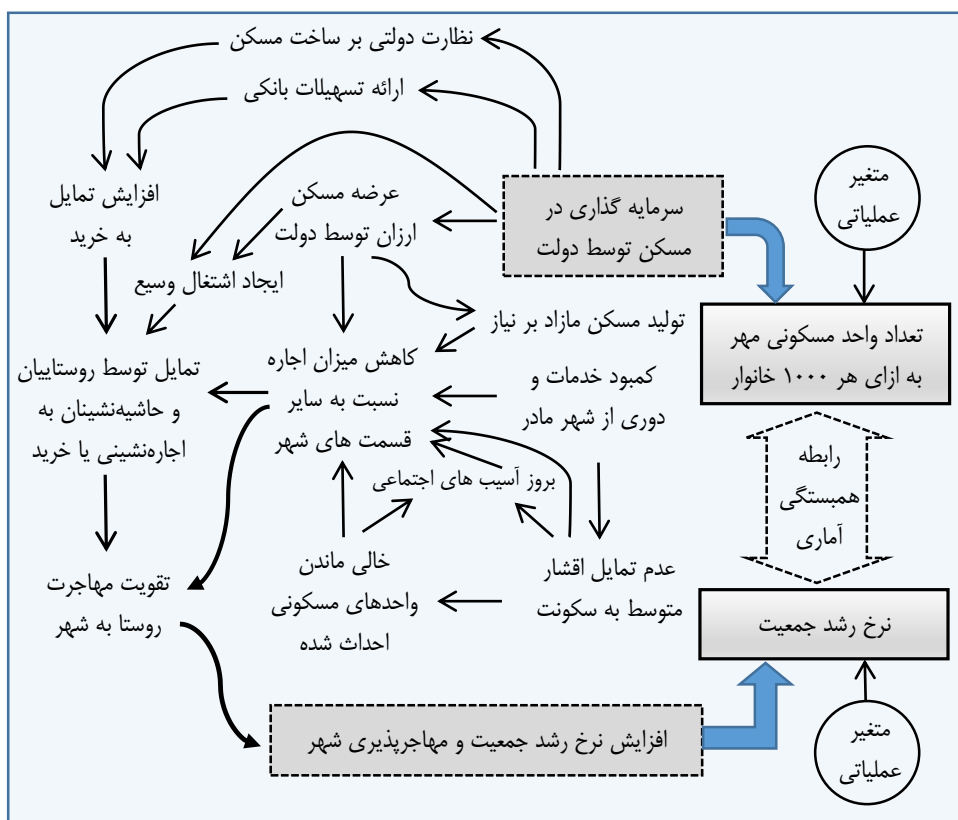 نظارت دولتی بر ساخت مسکن
ارائه تسهیلات بانکی
متغیر
عملیاتی
سرمایه گذاری در
مسکن توسط دولت
عرضه مسکن
ارزان توسط دولت
افزایش تمایل
به خرید
ایجاد اشتغال وسیع
تولید مسکن مازاد بر نیاز
تعداد واحد مسکونی مهر
به ازای هر ۱۰۰۰ خانوار
کاهش میزان اجاره
نسبت به سایر
قسمت های شهر
کمبود خدمات و
دوری از شهر مادر
تمایل توسط روستاییان
و حاشیه‌نشینان به
اجاره‌نشینی یا خرید
رابطه
همبستگی
آماری
بروز آسیب های اجتماعی
عدم تمایل اقشار
متوسط به سکونت
خالی ماندن
واحدهای مسکونی
احداث شده
تقویت مهاجرت
روستا به شهر
نرخ رشد جمعیت
افزایش نرخ رشد جمعیت و مهاجرپذیری شهر
متغیر
عملیاتی